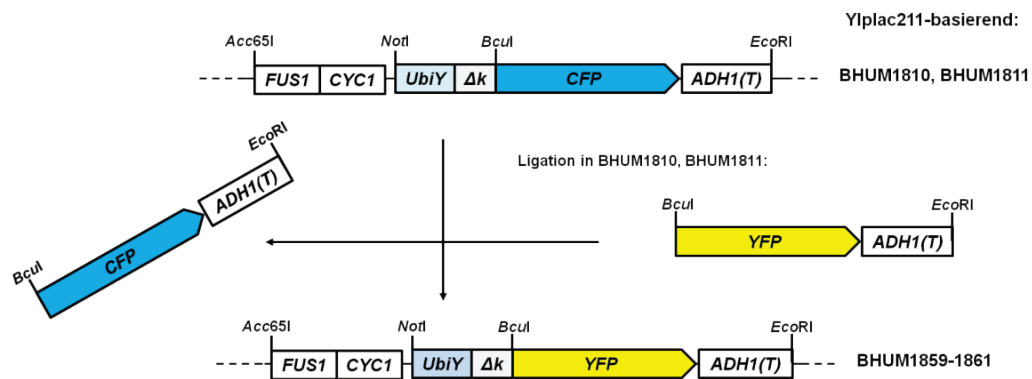 YIplac211-basierend:
Acc65I NotI BcuI EcoRI
FUS1 CYC1 UbiY Δk CFP ADH1(T)
BHUM1810, BHUM1811
EcoRI
ADH1(T)
CFP
BcuI
Ligation in BHUM1810, BHUM1811:
BcuI EcoRI
YFP ADH1(T)
Acc65I NotI BcuI EcoRI
FUS1 CYC1 UbiY Δk YFP ADH1(T)
BHUM1859-1861